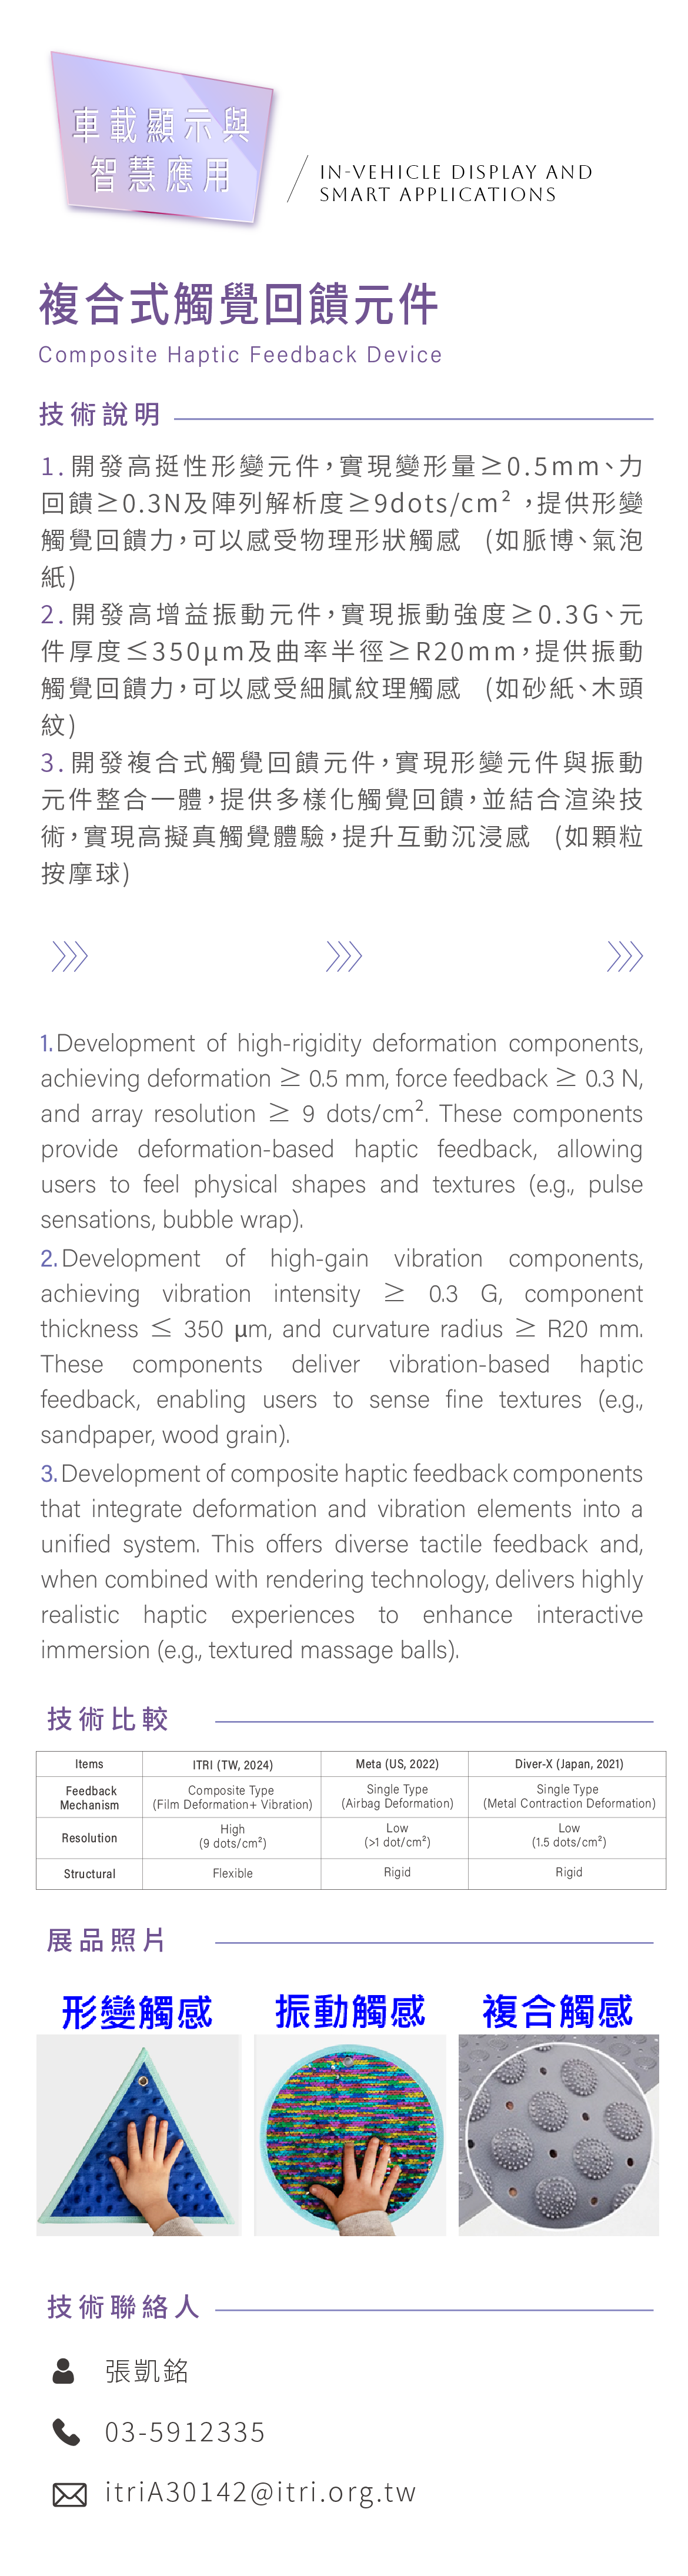 車載顯示與
智慧應用
IN-VEHICLE DISPLAY AND
SMART APPLICATIONS
複合式觸覺回饋元件
Composite Haptic Feedback Device
技術說明
1.開發高挺性形變元件，實現變形量≥0.5mm、力
回饋≥0.3N及陣列解析度≥9dots/cm²，提供形變
觸覺回饋力，可以感受物理形狀觸感 (如脈博、氣泡
紙)
2.開發高增益振動元件，實現振動強度≥0.3G、元
件厚度≤350μm及曲率半徑≥R20mm，提供振動
觸覺回饋力，可以感受細膩紋理觸感 (如砂紙、木頭
紋)
3.開發複合式觸覺回饋元件，實現形變元件與振動
元件整合一體，提供多樣化觸覺回饋，並結合渲染技
術，實現高擬真觸覺體驗，提升互動沉浸感 (如顆粒
按摩球)
1.Development of high-rigidity deformation components,
achieving deformation ≥ 0.5 mm, force feedback ≥ 0.3 N,
and array resolution ≥ 9 dots/cm². These components
provide deformation-based haptic feedback, allowing
users to feel physical shapes and textures (e.g., pulse
sensations, bubble wrap).
2.Development of high-gain vibration components,
achieving vibration intensity ≥ 0.3 G, component
thickness ≤ 350 μm, and curvature radius ≥ R20 mm.
These components deliver vibration-based haptic
feedback, enabling users to sense fine textures (e.g.,
sandpaper, wood grain).
3.Development of composite haptic feedback components
that integrate deformation and vibration elements into a
unified system. This offers diverse tactile feedback and,
when combined with rendering technology, delivers highly
realistic haptic experiences to enhance interactive
immersion (e.g., textured massage balls).
技術比較
Items ITRI (TW, 2024) Meta (US, 2022) Diver-X (Japan, 2021)
Feedback Mechanism Composite Type (Film Deformation+ Vibration) Single Type (Airbag Deformation) Single Type (Metal Contraction Deformation)
Resolution High (9 dots/cm²) Low (>1 dot/cm²) Low (1.5 dots/cm²)
Structural Flexible Rigid Rigid
展品照片
形變觸感 振動觸感 複合觸感
技術聯絡人
張凱銘
03-5912335
itriA30142@itri.org.tw